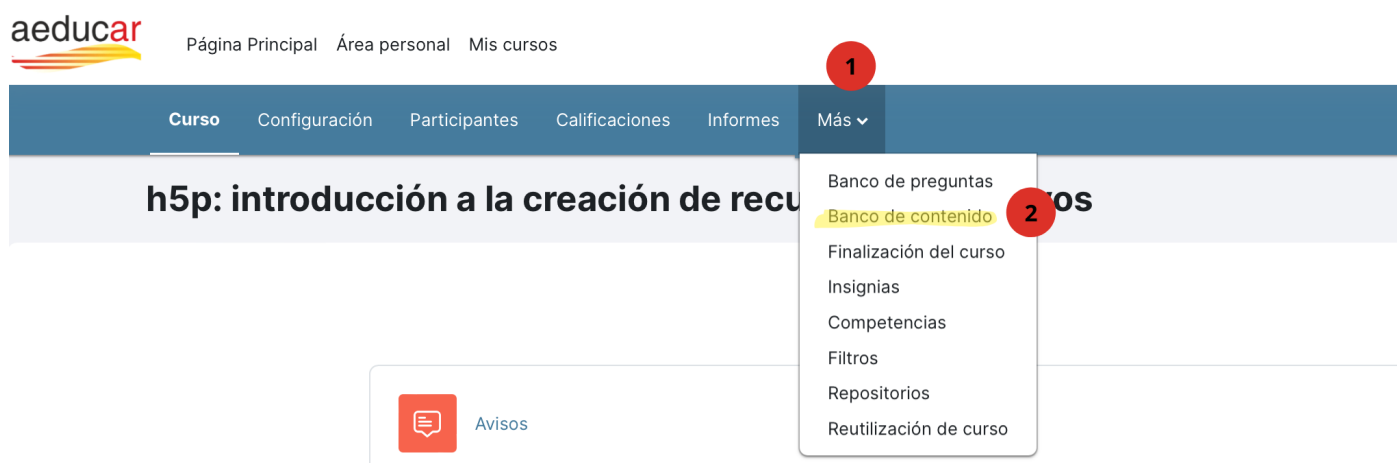 aeducar
Página Principal Área personal Mis cursos
1
Curso Configuración Participantes Calificaciones Informes Más
Banco de preguntas
h5p: introducción a la creación de recu os
Banco de contenido 2
Finalización del curso
Insignias
Competencias
Filtros
Repositorios
Reutilización de curso
Avisos